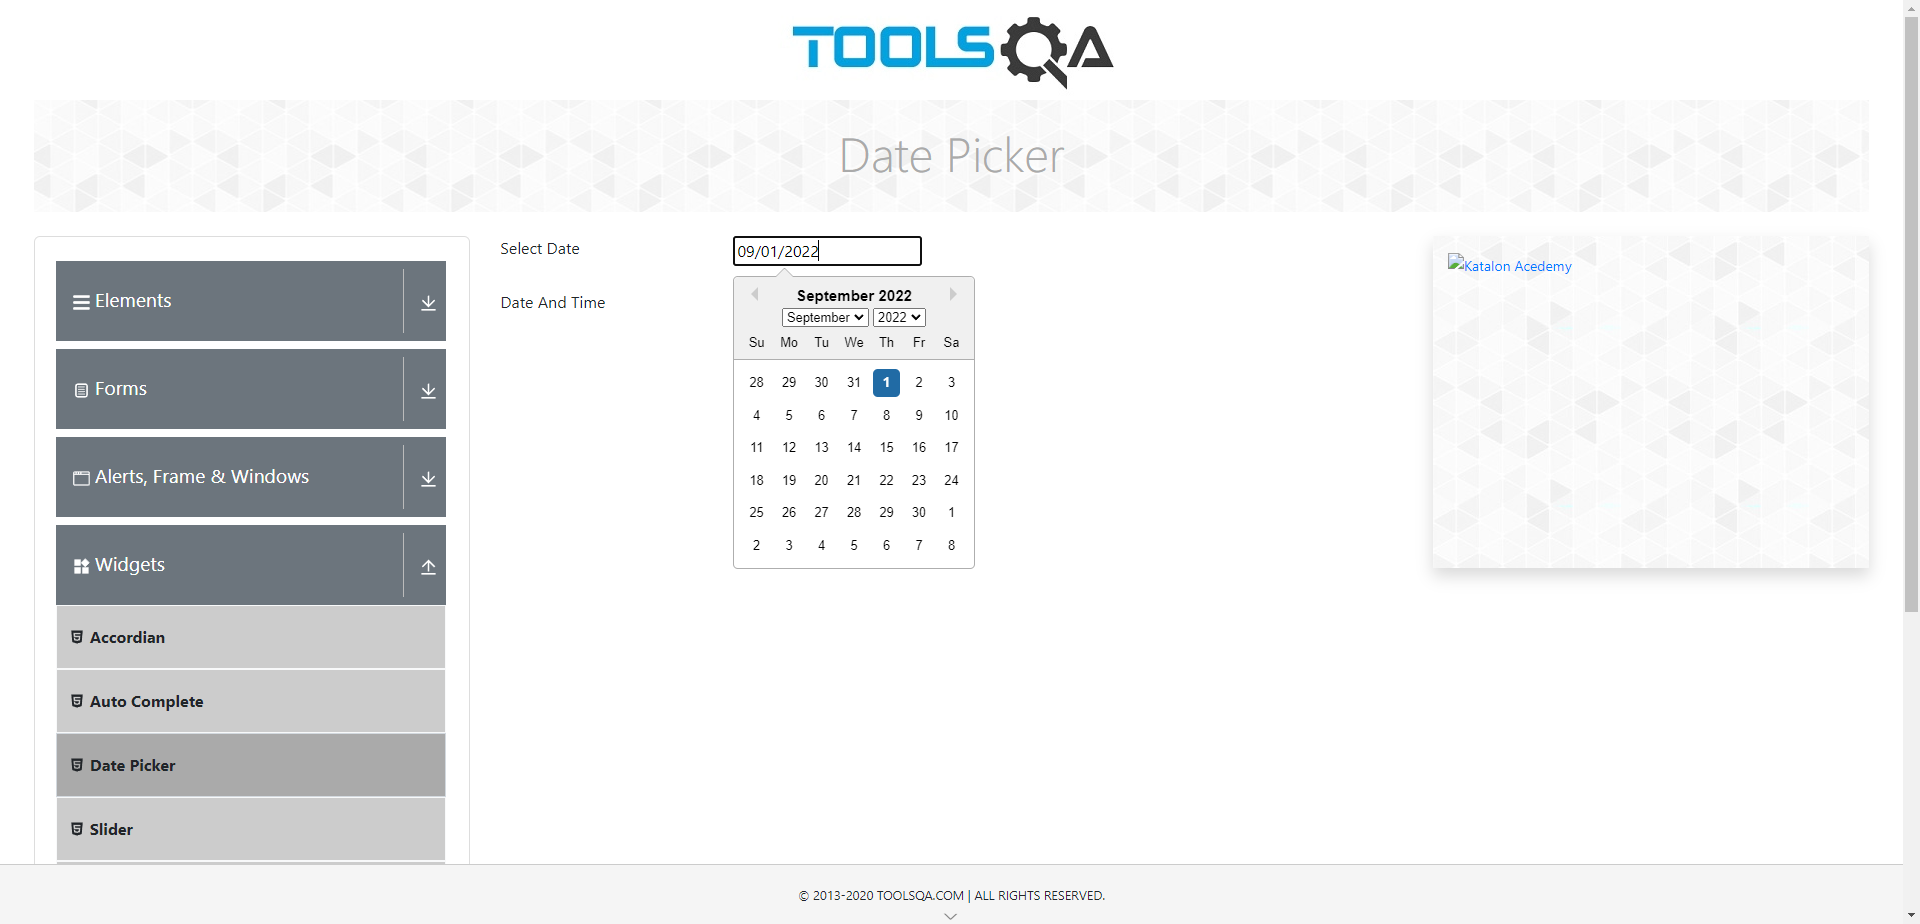 TOOLSQA
Date Picker
Elements
Forms
Alerts, Frame & Windows
Widgets
Accordian
Auto Complete
Date Picker
Slider
Select Date
09/01/2022
Date And Time
September 2022
September 2022
Su Mo Tu We Th Fr Sa
28 29 30 31 1 2 3
4 5 6 7 8 9 10
11 12 13 14 15 16 17
18 19 20 21 22 23 24
25 26 27 28 29 30 1
2 3 4 5 6 7 8
Katalon Acedemy
© 2013-2020 TOOLSQA.COM | ALL RIGHTS RESERVED.